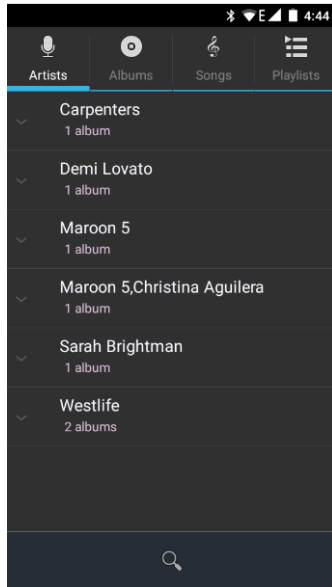 E 4:44
Artists Albums Songs Playlists
Carpenters
1 album
Demi Lovato
1 album
Maroon 5
1 album
Maroon 5,Christina Aguilera
1 album
Sarah Brightman
1 album
Westlife
2 albums